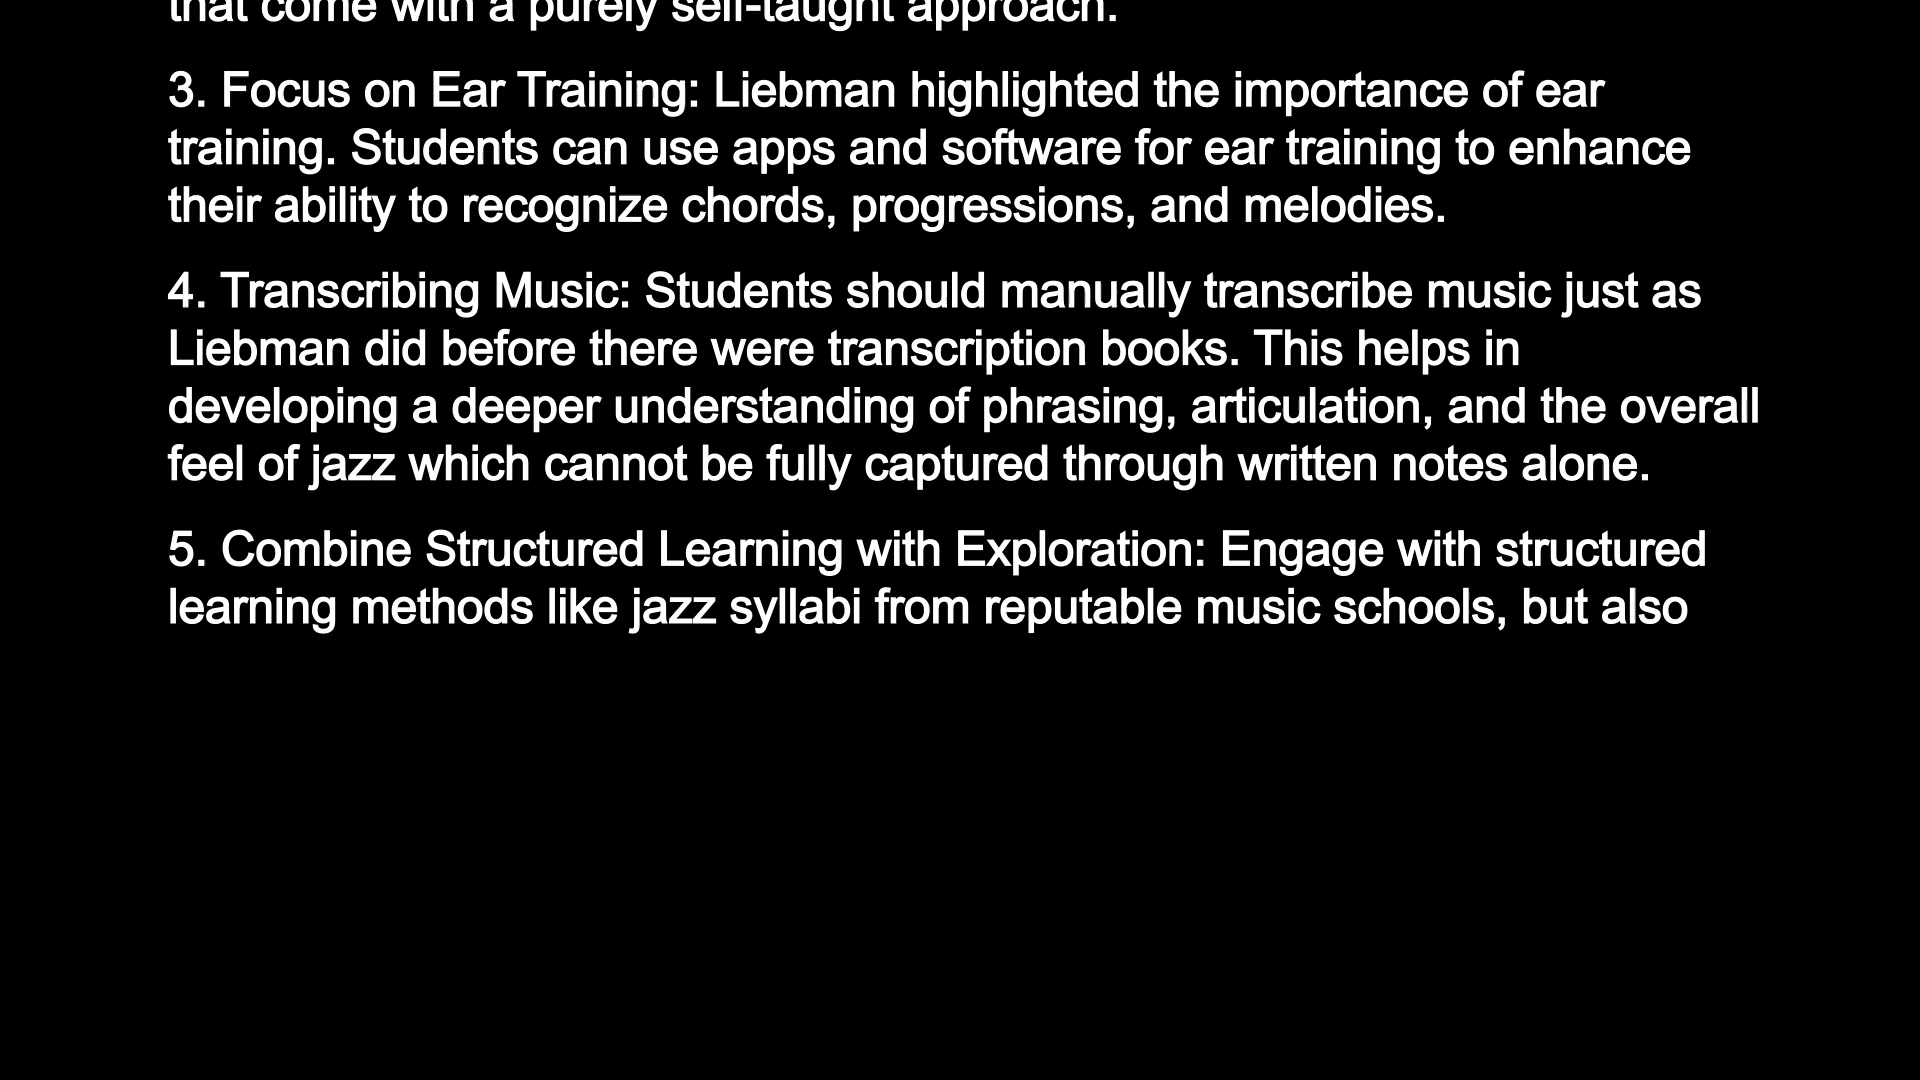 that come with a purely self-taught approach.
3. Focus on Ear Training: Liebman highlighted the importance of ear
training. Students can use apps and software for ear training to enhance
their ability to recognize chords, progressions, and melodies.
4. Transcribing Music: Students should manually transcribe music just as
Liebman did before there were transcription books. This helps in
developing a deeper understanding of phrasing, articulation, and the overall
feel of jazz which cannot be fully captured through written notes alone.
5. Combine Structured Learning with Exploration: Engage with structured
learning methods like jazz syllabi from reputable music schools, but also